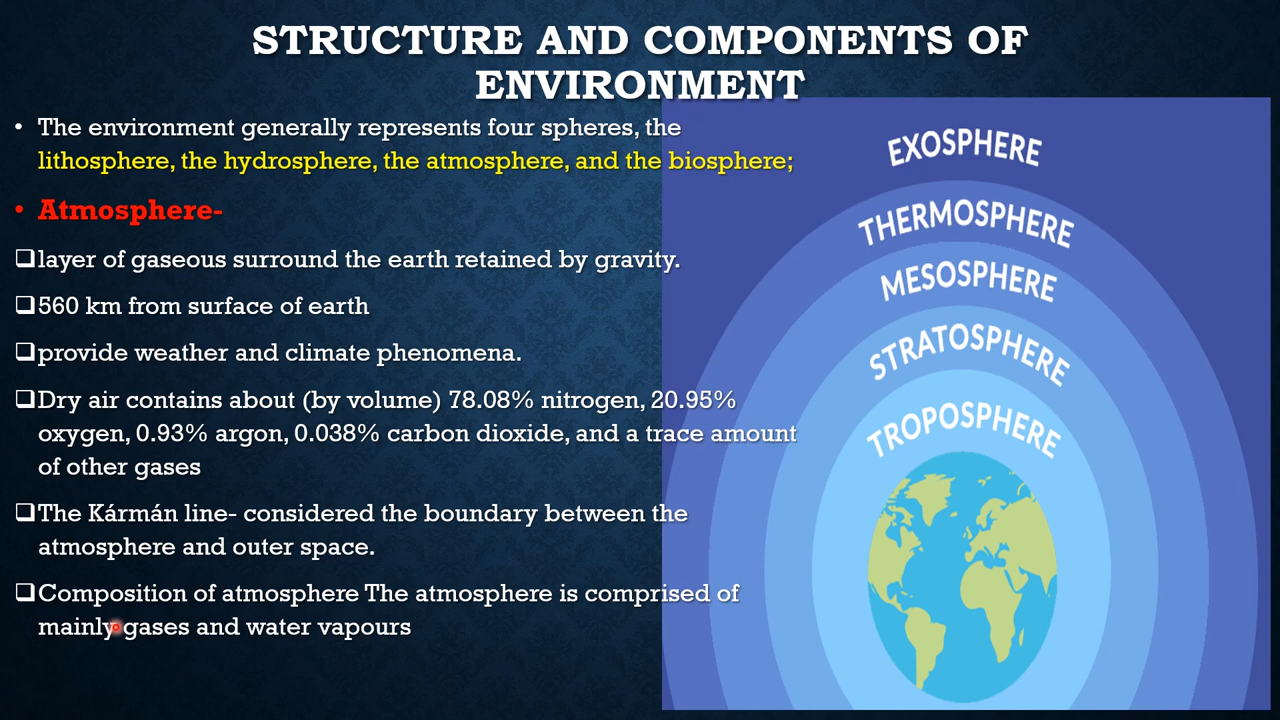 STRUCTURE AND COMPONENTS OF
ENVIRONMENT
• The environment generally represents four spheres, the
lithosphere, the hydrosphere, the atmosphere, and the biosphere;
• Atmosphere-
❑layer of gaseous surround the earth retained by gravity.
❑560 km from surface of earth
❑provide weather and climate phenomena.
❑Dry air contains about (by volume) 78.08% nitrogen, 20.95%
oxygen, 0.93% argon, 0.038% carbon dioxide, and a trace amount
of other gases
❑The Kármán line- considered the boundary between the
atmosphere and outer space.
❑Composition of atmosphere The atmosphere is comprised of
mainly gases and water vapours
EXOSPHERE
THERMOSPHERE
MESOSPHERE
STRATOSPHERE
TROPOSPHERE